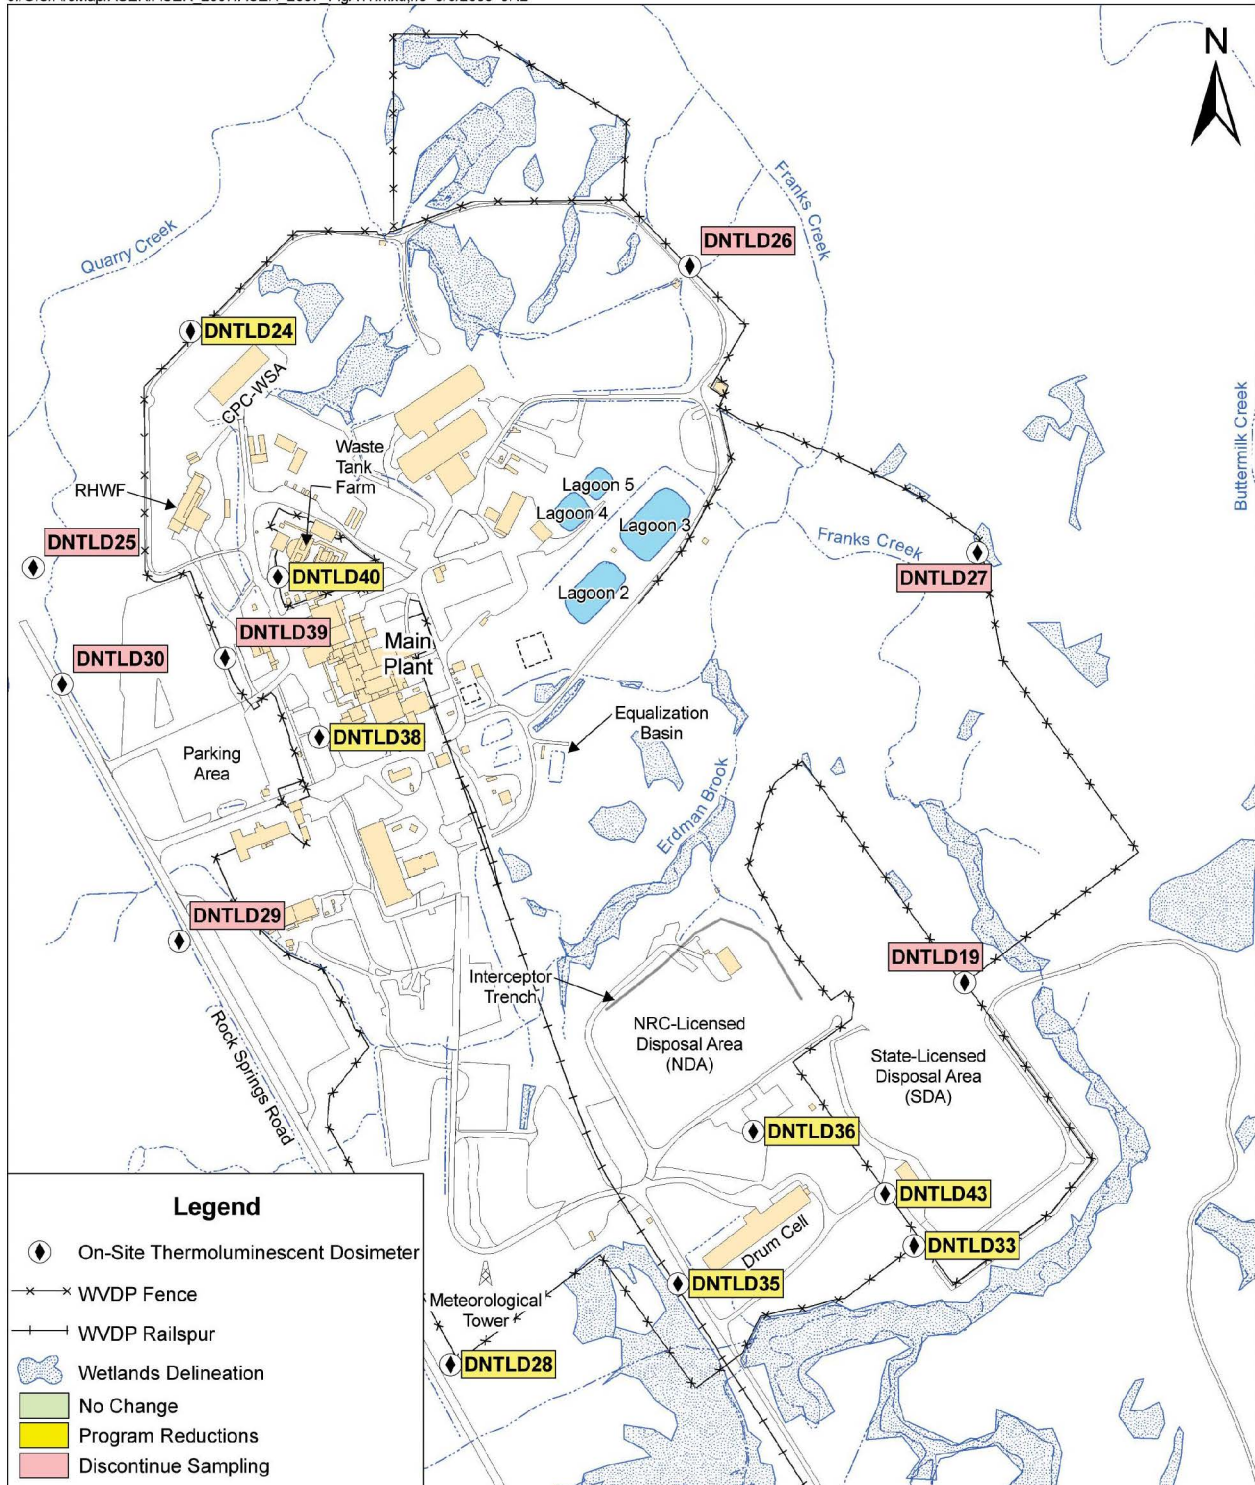 N
Franks Creek
DNTLD26
Quarry Creek
DNTLD24
CPC-WSA
Buttermilk Creek
Waste
Tank
Farm
RHWF
Lagoon 5
Lagoon 4
Lagoon 3
DNTLD25
Franks Creek
DNTLD27
DNTLD40
Lagoon 2
DNTLD39
Main
Plant
DNTLD30
Equalization
Basin
DNTLD38
Parking
Area
Erdman Brook
DNTLD29
DNTLD19
Interceptor
Trench
NRC-Licensed
Disposal Area
(NDA)
State-Licensed
Disposal Area
(SDA)
Rock Springs Road
DNTLD36
DNTLD43
Drum Cell
DNTLD33
DNTLD35
Meteorological
Tower
DNTLD28
Legend
On-Site Thermoluminescent Dosimeter
WVDP Fence
WVDP Railspur
Wetlands Delineation
No Change
Program Reductions
Discontinue Sampling